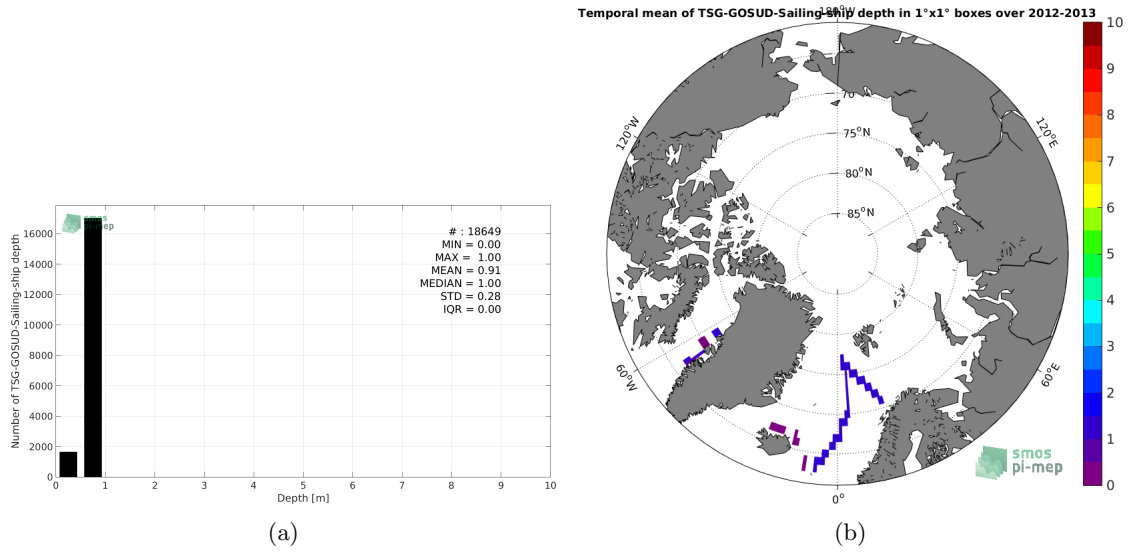 Temporal mean of TSG-GOSUD-Sailing-ship depth in 1°x1° boxes over 2012-2013
180°W
120°W
120°E
60°W
60°E
0°
70
75°N
80°N
85°N
10
9
8
7
6
5
4
3
2
1
0
smos
pi-mep
Number of TSG-GOSUD-Sailing-ship depth
16000
14000
12000
10000
8000
6000
4000
2000
0
smos
pi-mep
# : 18649
MIN = 0.00
MAX = 1.00
MEAN = 0.91
MEDIAN = 1.00
STD = 0.28
IQR = 0.00
0 1 2 3 4 5 6 7 8 9 10
Depth [m]
(a)
(b)